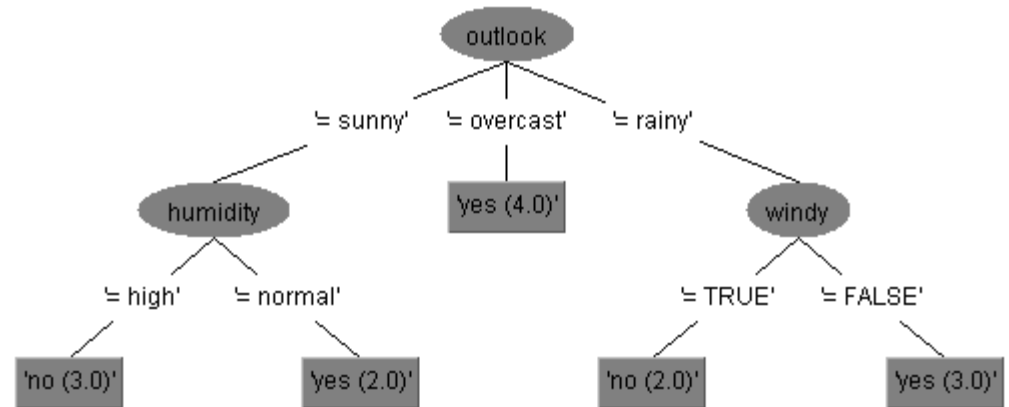 outlook
'= sunny' '= overcast' '= rainy'
humidity 'yes (4.0)' windy
'= high' '= normal' '= TRUE' '= FALSE'
'no (3.0)' 'yes (2.0)' 'no (2.0)' 'yes (3.0)'